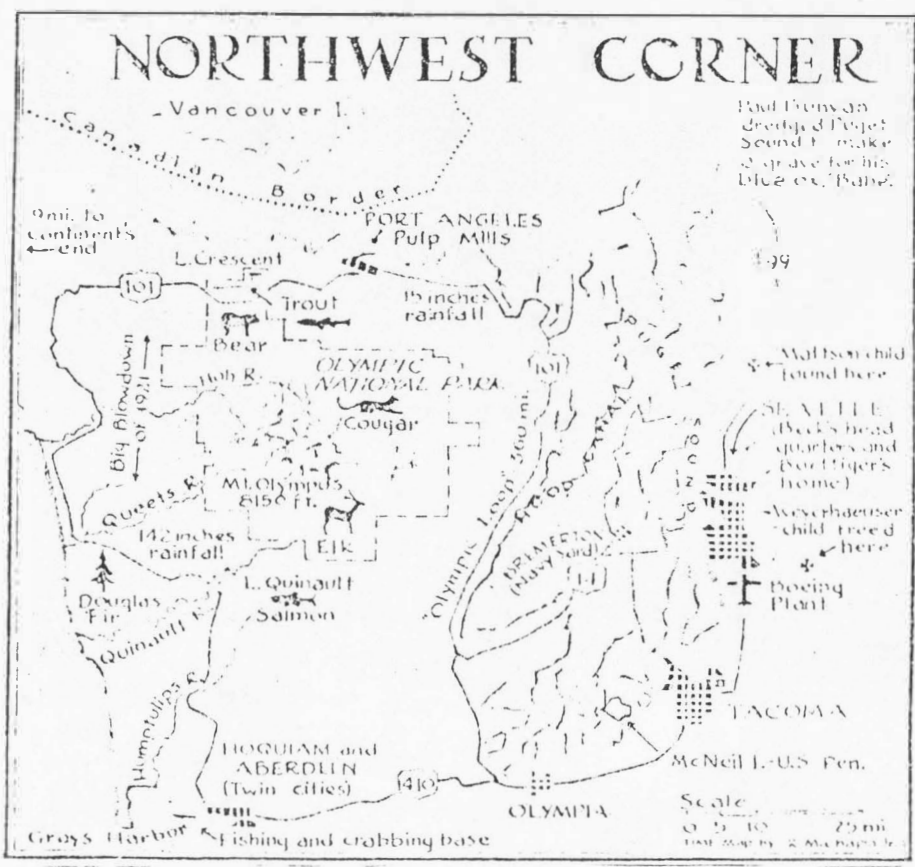 NORTHWEST CORNER
Vancouver I.
Canadian Border
Paul Bunyan
dredged Puget
Sound to make
a grave for his
blue ox, "Babe."
9 mi. to
continent's
end
PORT ANGELES
Pulp Mills
L. Crescent
99
101
Trout
15 inches
rainfall
Bear
PUGET SOUND
Big Blowdown
of 1921
Hoh R.
OLYMPIC
NATIONAL PARK
101
Mattson child
found here
Cougar
SEATTLE
(Beck's head
quarters and
Boettiger's
home)
Mt. Olympus
8150 ft.
Queets R.
"Olympic Loop" 360 mi.
HOOD CANAL
Weyerhaeuser
child freed
here
142 inches
rainfall
Elk
BREMERTON
(Navy Yard)
14
Douglas
Fir
L. Quinault
Salmon
Boeing
Plant
Quinault R.
Humptulips R.
TACOMA
HOQUIAM and
ABERDEEN
(Twin cities)
410
McNeil I.-U.S. Pen.
OLYMPIA
Grays Harbor
Fishing and crabbing base
Scale
0 5 10 25 mi
TIME Map by